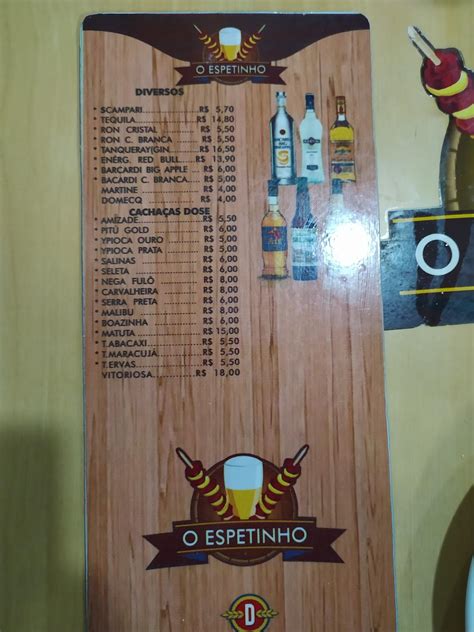 O ESPETINHO
DIVERSOS
* SCAMPARI..............R$ 5,70
* TEQUILA................R$ 14,80
* RON CRISTAL..........R$ 5,50
* RON C. BRANCA.......R$ 5,50
* TANQUERAY(GIN.......R$ 16,50
* ENÉRG. RED BULL.....R$ 13,90
* BARCARDI BIG APPLE...R$ 6,00
* BACARDI C. BRANCA....R$ 5,00
MARTINE................R$ 4,00
DOMECQ...............R$ 4,00
CACHAÇAS DOSE
* AMIZADE..............R$ 5,50
* PITÚ GOLD...........R$ 6,00
* YPIOCA OURO........R$ 5,00
* YPIOCA PRATA........R$ 5,00
* SALINAS..............R$ 6,00
* SELETA................R$ 6,00
* NEGA FULÔ..........R$ 8,00
* CARVALHEIRA........R$ 8,00
* SERRA PRETA.........R$ 6,00
* MALIBU...............R$ 8,00
* BOAZINHA...........R$ 6,00
* MATUTA..............R$ 15,00
* T.ABACAXI...........R$ 5,50
* T.MARACUJÁ.........R$ 5,50
* T.ERVAS...............R$ 5,50
VITORIOSA............R$ 18,00
O ESPETINHO
D
O